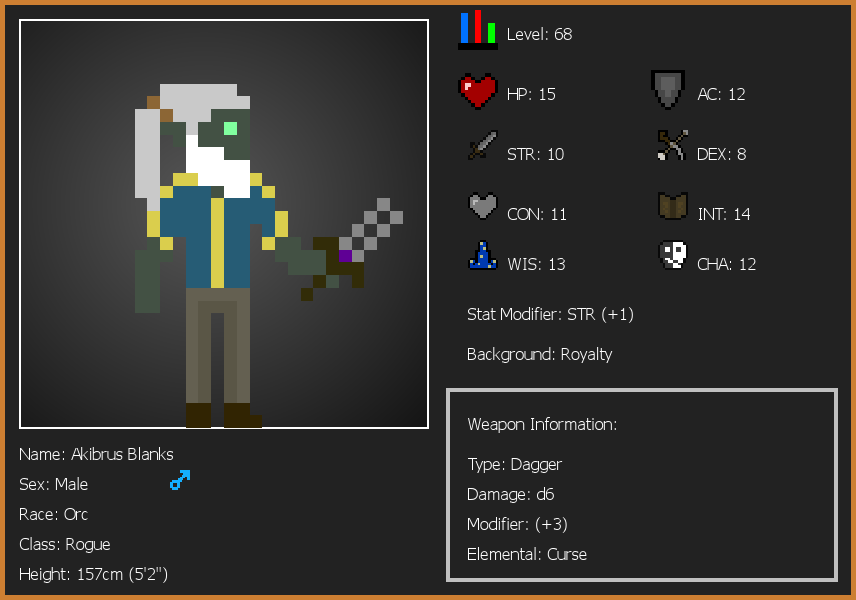 Level: 68
HP: 15
AC: 12
STR: 10
DEX: 8
CON: 11
INT: 14
WIS: 13
CHA: 12
Stat Modifier: STR (+1)
Background: Royalty
Weapon Information:
Type: Dagger
Damage: d6
Modifier: (+3)
Elemental: Curse
Name: Akibrus Blanks
Sex: Male
Race: Orc
Class: Rogue
Height: 157cm (5'2")